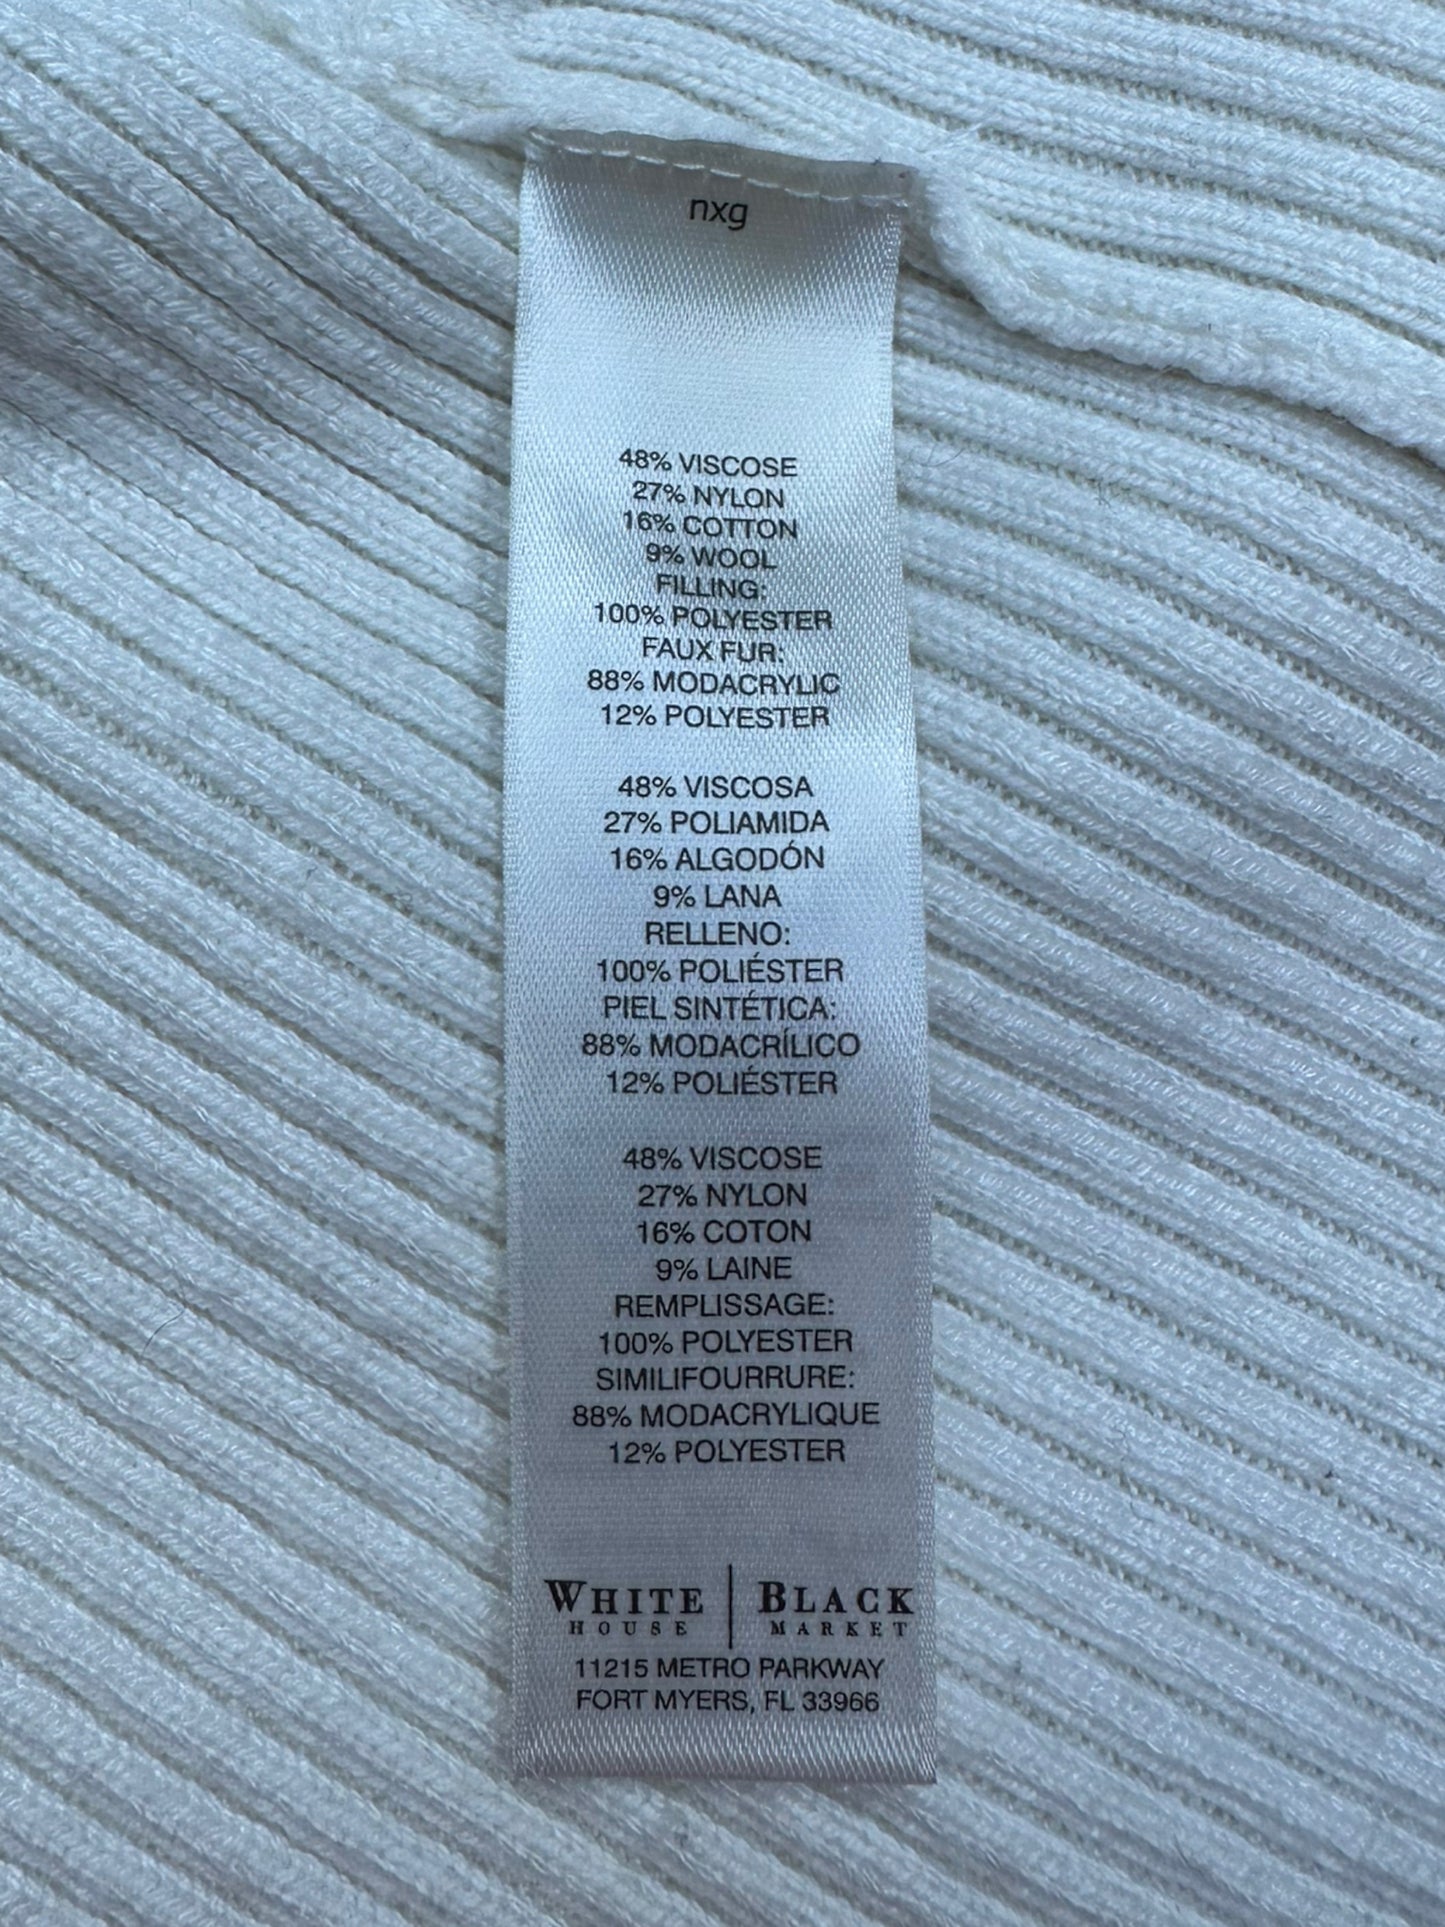 nxg
48% VISCOSE
27% NYLON
16% COTTON
9% WOOL
FILLING:
100% POLYESTER
FAUX FUR:
88% MODACRYLIC
12% POLYESTER
48% VISCOSA
27% POLIAMIDA
16% ALGODÓN
9% LANA
RELLENO:
100% POLIÉSTER
PIEL SINTÉTICA:
88% MODACRÍLICO
12% POLIÉSTER
48% VISCOSE
27% NYLON
16% COTON
9% LAINE
REMPLISSAGE:
100% POLYESTER
SIMILIFOURRURE:
88% MODACRYLIQUE
12% POLYESTER
WHITE | BLACK
HOUSE MARKET
11215 METRO PARKWAY
FORT MYERS, FL 33966